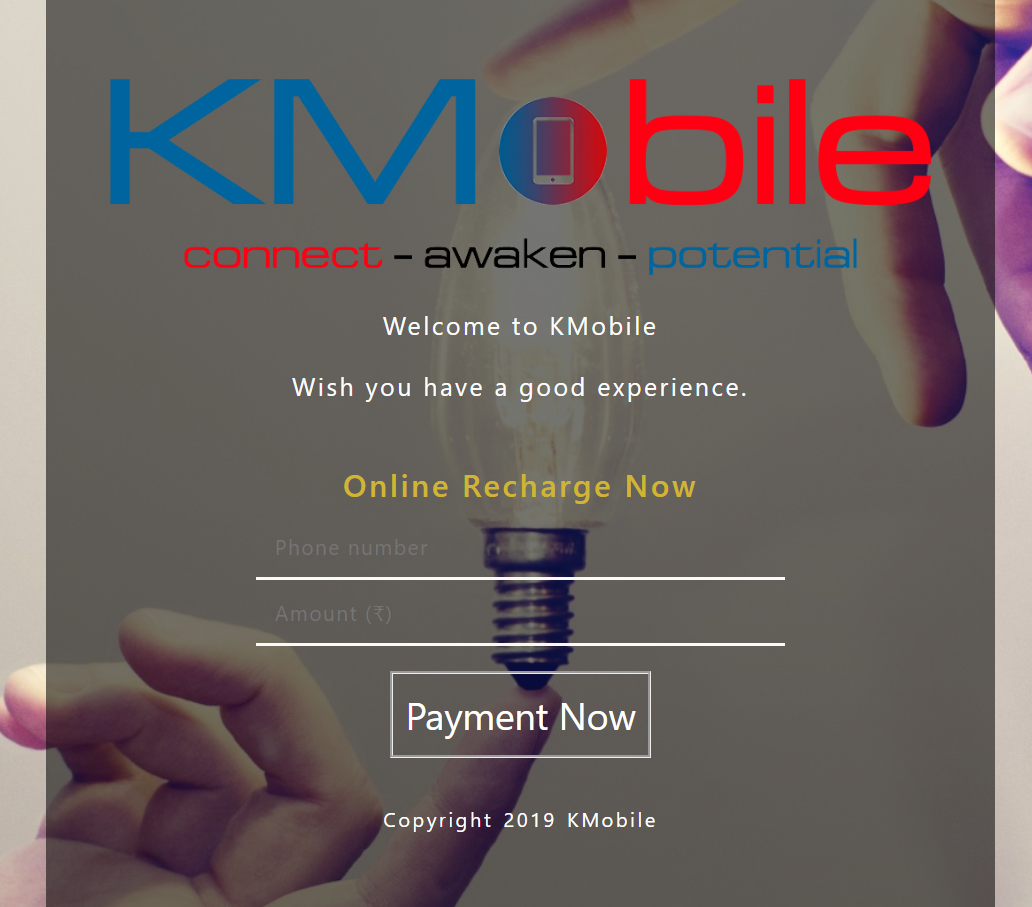 KMobile
connect - awaken - potential
Welcome to KMobile
Wish you have a good experience.
Online Recharge Now
Phone number
Amount (₹)
Payment Now
Copyright 2019 KMobile